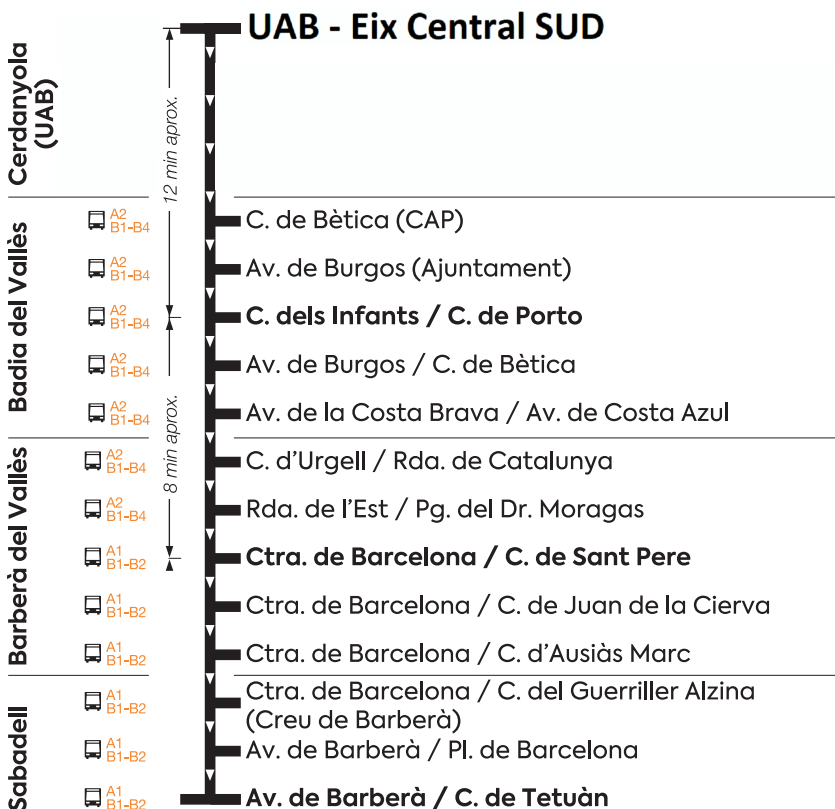 UAB - Eix Central SUD
Cerdanyola
(UAB)
12 min aprox.
Badia del Vallès
A2
B1-B4
C. de Bètica (CAP)
A2
B1-B4
Av. de Burgos (Ajuntament)
A2
B1-B4
C. dels Infants / C. de Porto
A2
B1-B4
Av. de Burgos / C. de Bètica
A2
B1-B4
Av. de la Costa Brava / Av. de Costa Azul
8 min aprox.
Barberà del Vallès
A2
B1-B4
C. d'Urgell / Rda. de Catalunya
A2
B1-B4
Rda. de l'Est / Pg. del Dr. Moragas
A1
B1-B2
Ctra. de Barcelona / C. de Sant Pere
A1
B1-B2
Ctra. de Barcelona / C. de Juan de la Cierva
A1
B1-B2
Ctra. de Barcelona / C. d'Ausiàs Marc
Sabadell
A1
B1-B2
Ctra. de Barcelona / C. del Guerriller Alzina
(Creu de Barberà)
A1
B1-B2
Av. de Barberà / Pl. de Barcelona
A1
B1-B2
Av. de Barberà / C. de Tetuàn